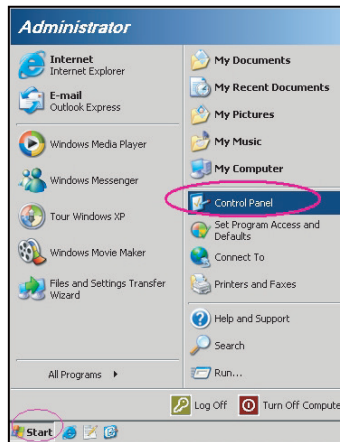 Administrator
Internet
Internet Explorer
E-mail
Outlook Express
Windows Media Player
Windows Messenger
Tour Windows XP
Windows Movie Maker
Files and Settings Transfer
Wizard
All Programs
My Documents
My Recent Documents
My Pictures
My Music
My Computer
Control Panel
Set Program Access and
Defaults
Connect To
Printers and Faxes
Help and Support
Search
Run...
Log Off
Turn Off Compute
Start